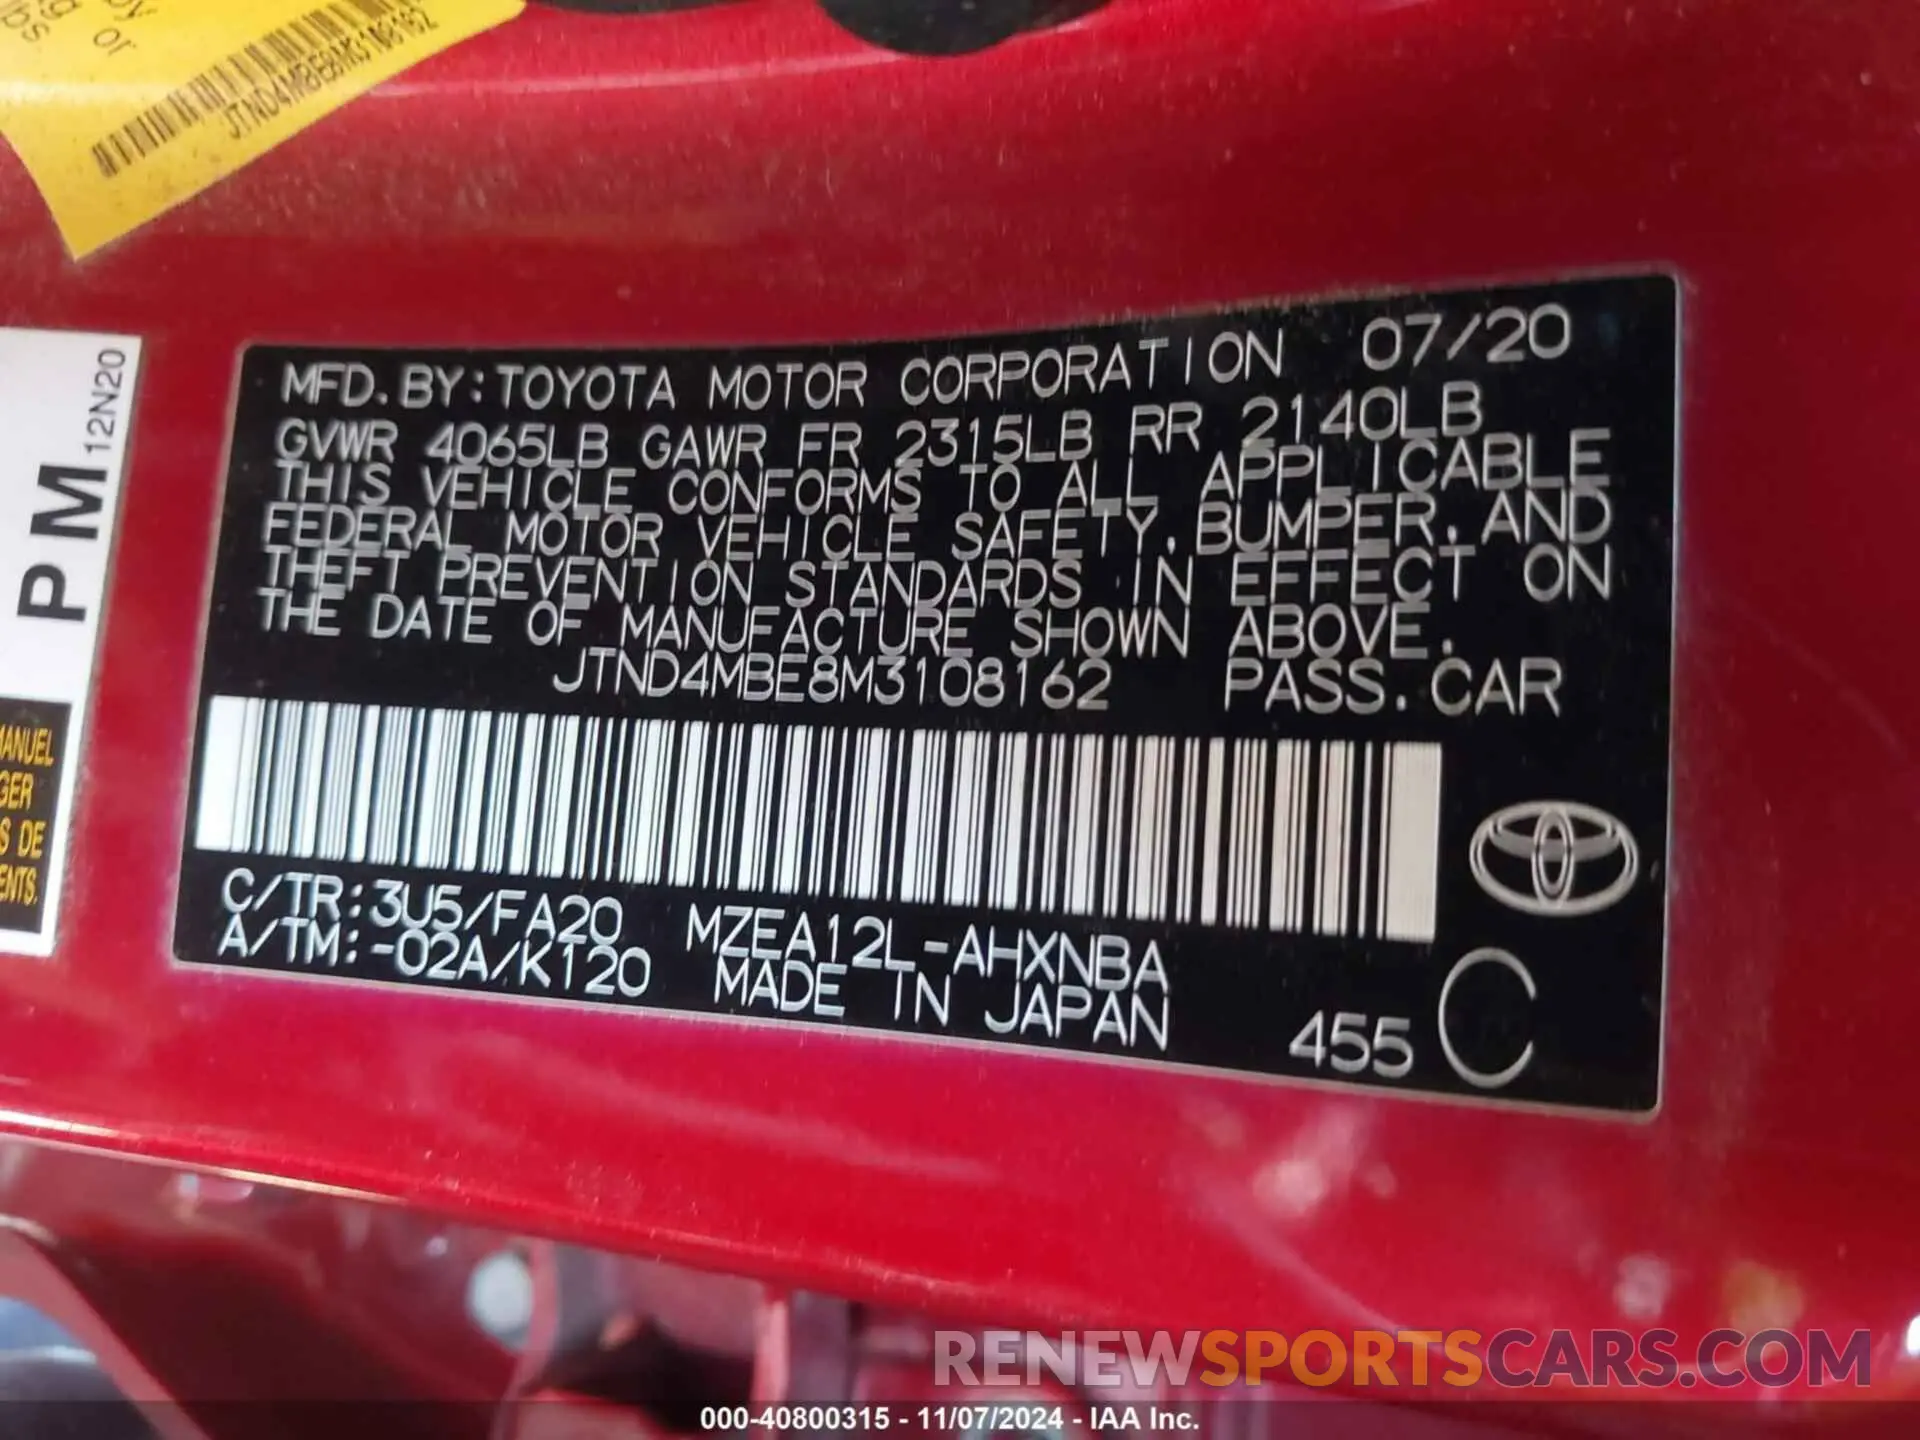 by or
JTND4MBE8M3108162
PM 12N20
MANUEL
GER
S DE
ENTS.
MFD. BY: TOYOTA MOTOR CORPORATION 07/20
GVWR 4065LB GAWR FR 2315LB RR 2140LB
THIS VEHICLE CONFORMS TO ALL APPLICABLE
FEDERAL MOTOR VEHICLE SAFETY, BUMPER, AND
THEFT PREVENTION STANDARDS IN EFFECT ON
THE DATE OF MANUFACTURE SHOWN ABOVE.
JTND4MBE8M3108162 PASS. CAR
C/TR: 3U5/FA20 MZEA12L-AHXNBA
A/TM: -02A/K120 MADE IN JAPAN
455 C
RENEWSPORTSCARS.COM
000-40800315 - 11/07/2024 - IAA Inc.